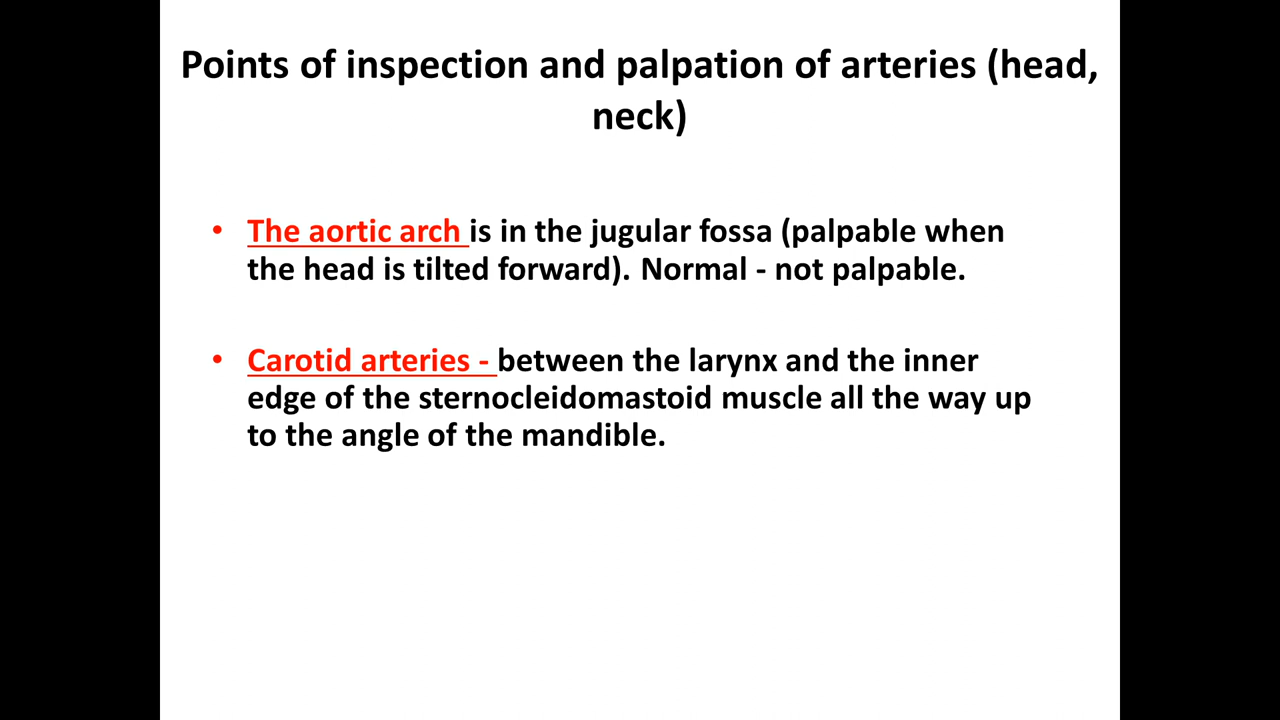 Points of inspection and palpation of arteries (head,
neck)
• The aortic arch is in the jugular fossa (palpable when
the head is tilted forward). Normal - not palpable.
• Carotid arteries - between the larynx and the inner
edge of the sternocleidomastoid muscle all the way up
to the angle of the mandible.